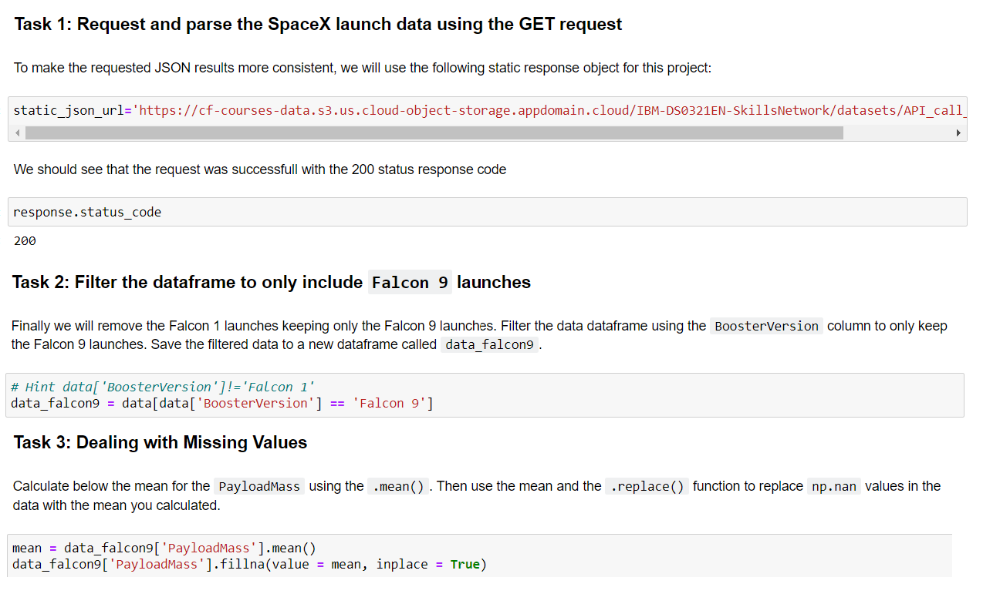 Task 1: Request and parse the SpaceX launch data using the GET request
To make the requested JSON results more consistent, we will use the following static response object for this project:
static_json_url='https://cf-courses-data.s3.us.cloud-object-storage.appdomain.cloud/IBM-DS0321EN-SkillsNetwork/datasets/API_call_
We should see that the request was successfull with the 200 status response code
response.status_code
200
Task 2: Filter the dataframe to only include Falcon 9 launches
Finally we will remove the Falcon 1 launches keeping only the Falcon 9 launches. Filter the data dataframe using the BoosterVersion column to only keep
the Falcon 9 launches. Save the filtered data to a new dataframe called data_falcon9.
# Hint data['BoosterVersion']!='Falcon 1'
data_falcon9 = data[data['BoosterVersion'] == 'Falcon 9']
Task 3: Dealing with Missing Values
Calculate below the mean for the PayloadMass using the .mean(). Then use the mean and the .replace() function to replace np.nan values in the
data with the mean you calculated.
mean = data_falcon9['PayloadMass'].mean()
data_falcon9['PayloadMass'].fillna(value = mean, inplace = True)